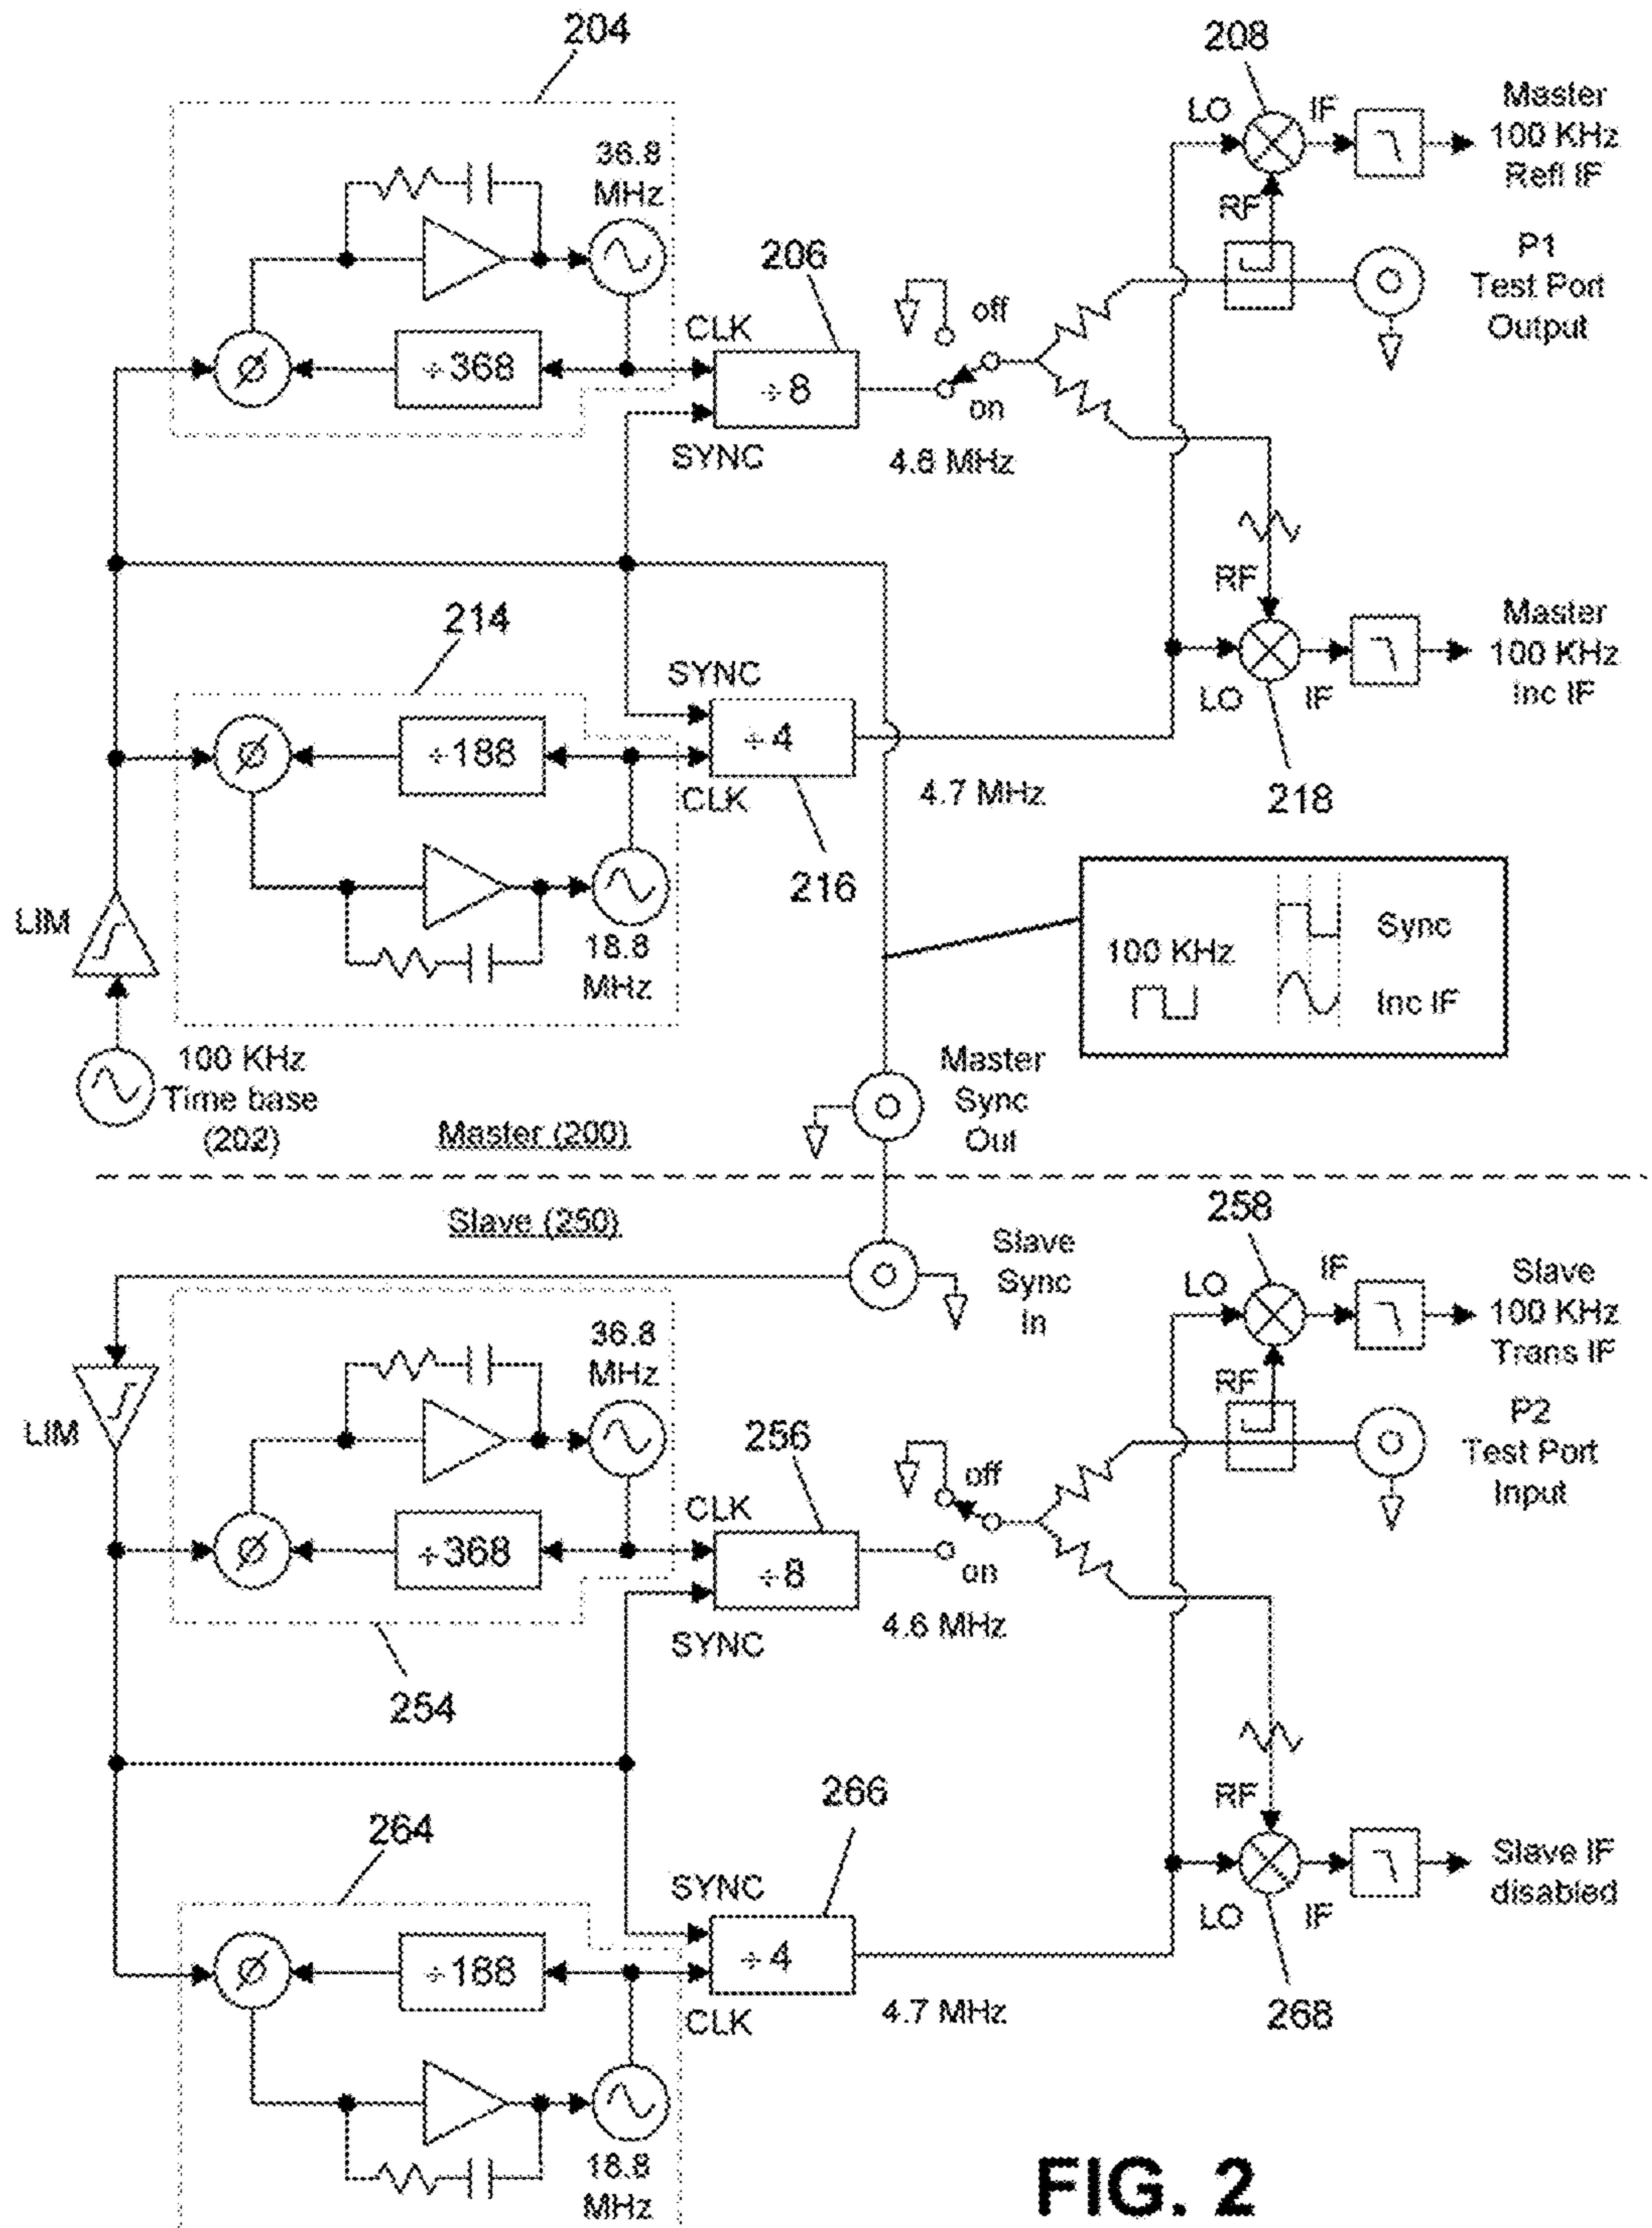 204
208
LO
IF
Master
100 KHz
Refl IF
36.8
MHz
RF
206
P1
Test Port
Output
off
CLK
÷368
÷8
on
SYNC
4.6 MHz
Ø
RF
214
Master
100 KHz
Inc IF
SYNC
LO
IF
÷188
÷4
Ø
CLK
4.7 MHz
218
216
LIM
18.8
MHz
100 KHz
Sync
Inc IF
100 KHz
Time base
(202)
Master
Sync
Out
Master (200)
Slave (250)
258
Slave
Sync
In
LO
IF
Slave
100 KHz
Trans IF
36.8
MHz
RF
P2
Test Port
Input
LIM
256
off
CLK
÷368
÷8
on
Ø
SYNC
4.6 MHz
254
266
RF
264
Slave IF
disabled
SYNC
LO
IF
÷188
÷4
Ø
CLK
4.7 MHz
268
18.8
MHz
FIG. 2